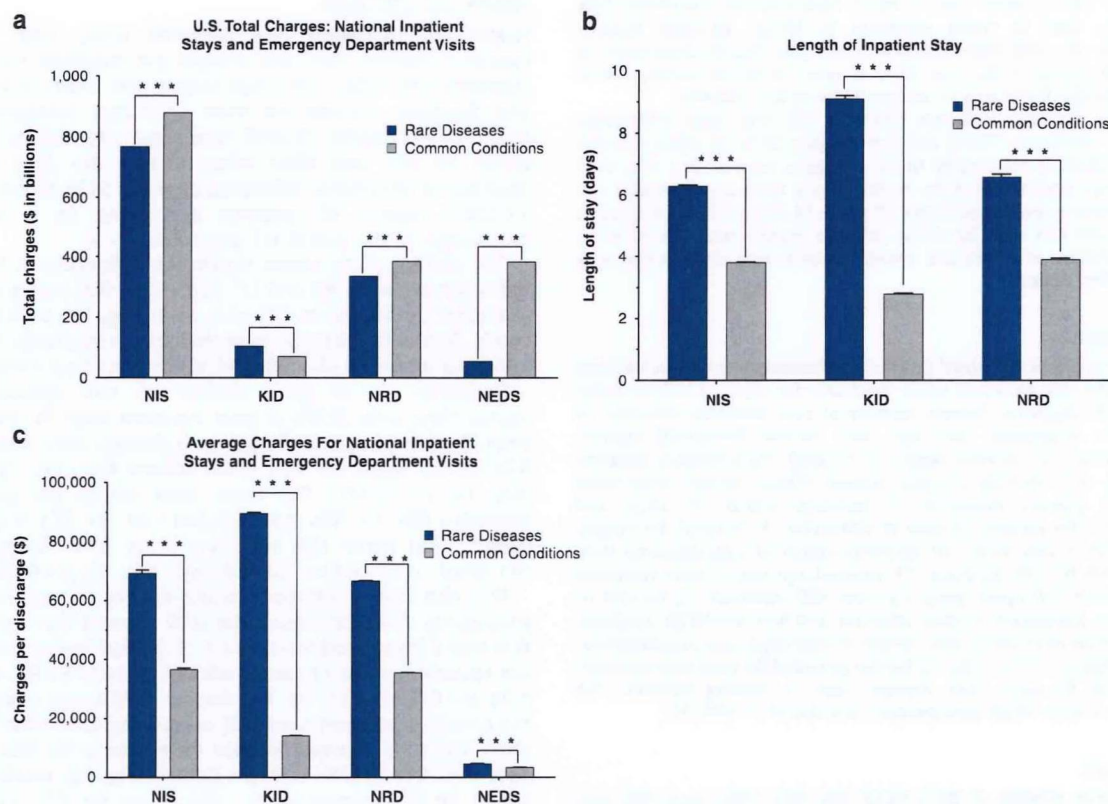 a
U.S. Total Charges: National Inpatient
Stays and Emergency Department Visits
Total charges ($ in billions)
1,000
800
600
400
200
0
* * *
* * *
* * *
* * *
Rare Diseases
Common Conditions
NIS
KID
NRD
NEDS
b
Length of Inpatient Stay
Length of stay (days)
10
8
6
4
2
0
* * *
* * *
* * *
Rare Diseases
Common Conditions
NIS
KID
NRD
c
Average Charges For National Inpatient
Stays and Emergency Department Visits
Charges per discharge ($)
100,000
80,000
60,000
40,000
20,000
0
* * *
* * *
* * *
* * *
Rare Diseases
Common Conditions
NIS
KID
NRD
NEDS